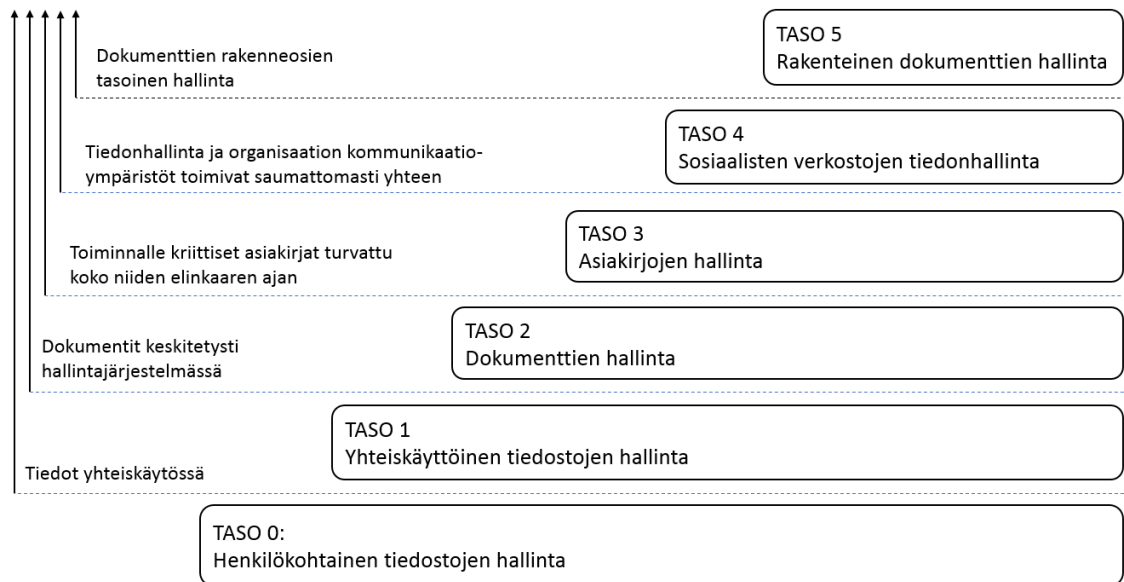 Dokumenttien rakenneosien
tasoinen hallinta
TASO 5
Rakenteinen dokumenttien hallinta
Tiedonhallinta ja organisaation kommunikaatio-
ympäristöt toimivat saumattomasti yhteen
TASO 4
Sosiaalisten verkostojen tiedonhallinta
Toiminnalle kriittiset asiakirjat turvattu
koko niiden elinkaaren ajan
TASO 3
Asiakirjojen hallinta
Dokumentit keskitetysti
hallintajärjestelmässä
TASO 2
Dokumenttien hallinta
Tiedot yhteiskäytössä
TASO 1
Yhteiskäyttöinen tiedostojen hallinta
TASO 0:
Henkilökohtainen tiedostojen hallinta